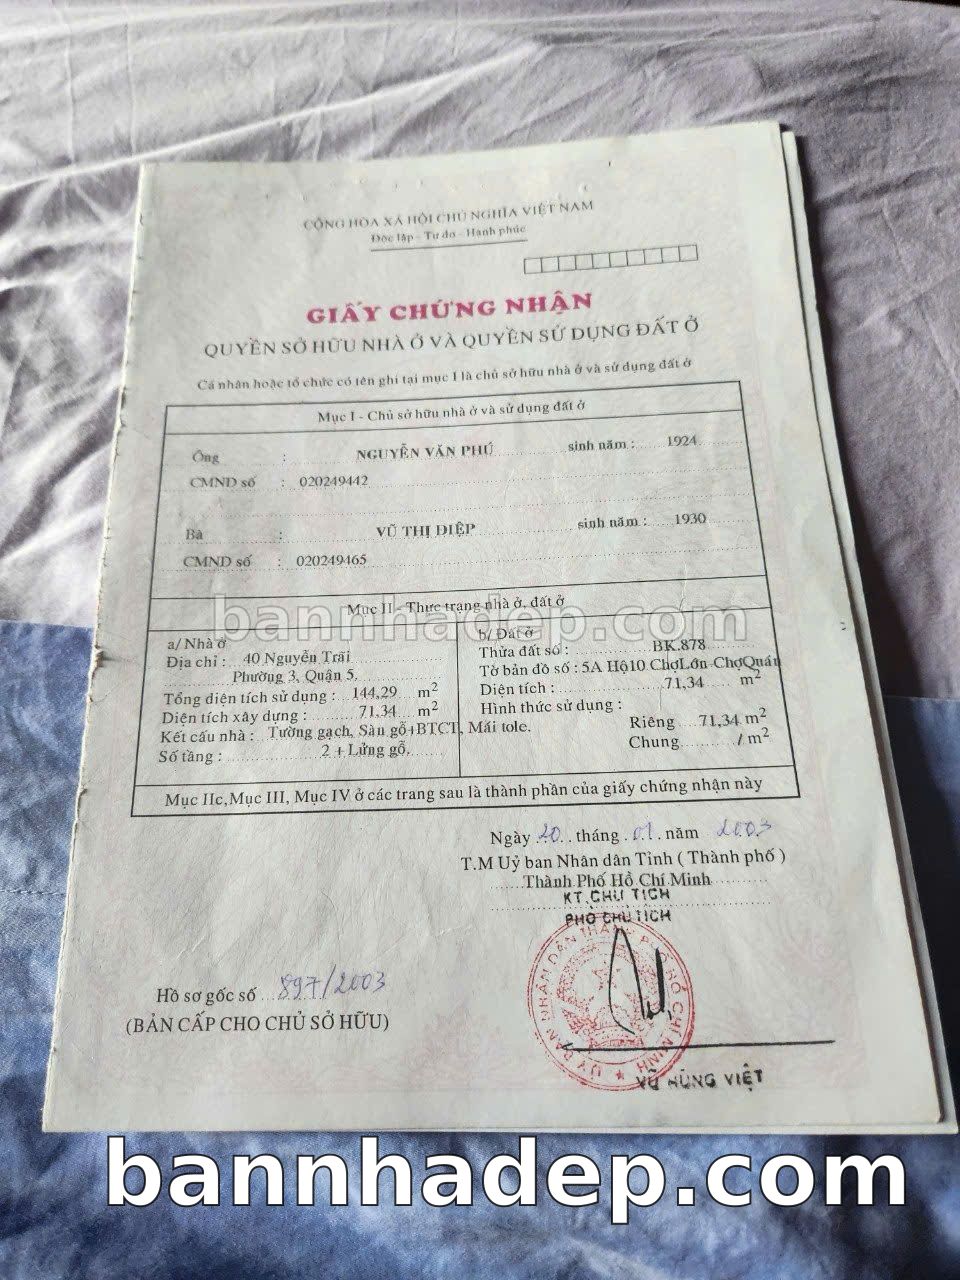 CỘNG HÒA XÃ HỘI CHỦ NGHĨA VIỆT NAM
Độc lập - Tự do - Hạnh phúc
GIẤY CHỨNG NHẬN
QUYỀN SỞ HỮU NHÀ Ở VÀ QUYỀN SỬ DỤNG ĐẤT Ở
Cá nhân hoặc tổ chức có tên ghi tại mục I là chủ sở hữu nhà ở và sử dụng đất ở
Mục I - Chủ sở hữu nhà ở và sử dụng đất ở
Ông : NGUYỄN VĂN PHÚ sinh năm : 1924
CMND số : 020249442
Bà : VŨ THỊ DIỆP sinh năm : 1930
CMND số : 020249465
Mục II - Thực trạng nhà ở, đất ở
bannhadep.com
a/ Nhà ở
Địa chỉ : 40 Nguyễn Trãi
Phường 3, Quận 5.
Tổng diện tích sử dụng : 144,29 m2
Diện tích xây dựng : 71,34 m2
Kết cấu nhà : Tường gạch, Sàn gỗ+BTCT, Mái tole.
Số tầng : 2 + Lửng gỗ.
b/ Đất ở
Thửa đất số : BK.878
Tờ bản đồ số : 5A Hộ10 ChợLớn ChợQuán
Diện tích : 71,34 m2
Hình thức sử dụng :
Riêng 71,34 m2
Chung / m2
Mục IIc,Mục III, Mục IV ở các trang sau là thành phần của giấy chứng nhận này
Ngày 20 tháng 01 năm 2003
T.M Uỷ ban Nhân dân Tỉnh ( Thành phố )
Thành Phố Hồ Chí Minh
KT.CHỦ TỊCH
PHÓ CHỦ TỊCH
ỦY BAN NHÂN DÂN THÀNH PHỐ HỒ CHÍ MINH
VŨ HÙNG VIỆT
Hồ sơ gốc số 897/2003
(BẢN CẤP CHO CHỦ SỞ HỮU)
bannhadep.com